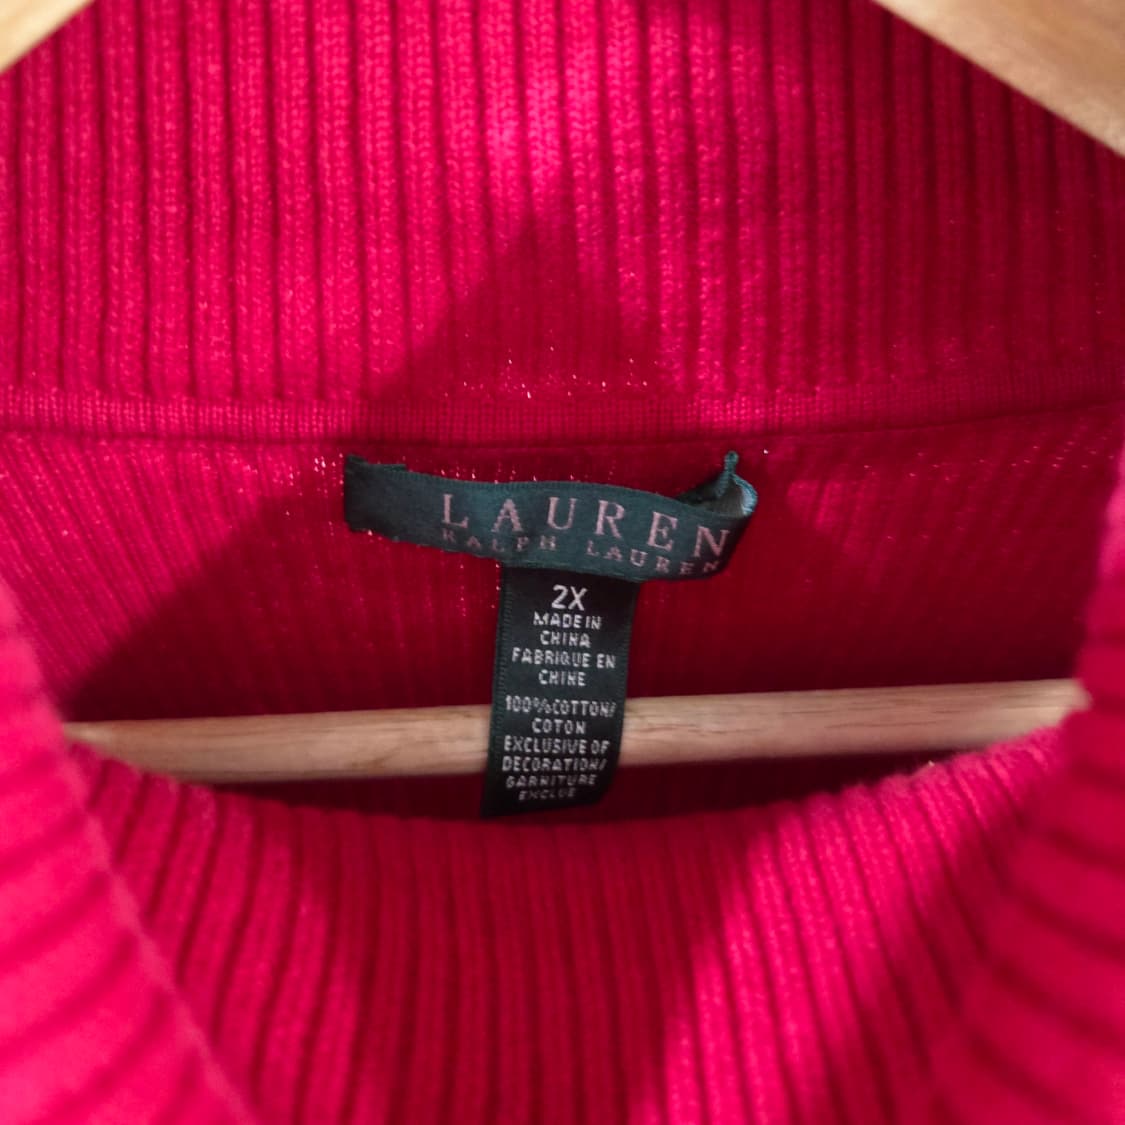 LAUREN
RALPH LAUREN
2X
MADE IN
CHINA
FABRIQUE EN
CHINE
100%COTTON/
COTON
EXCLUSIVE OF
DECORATION/
GARNITURE
EXCLUE